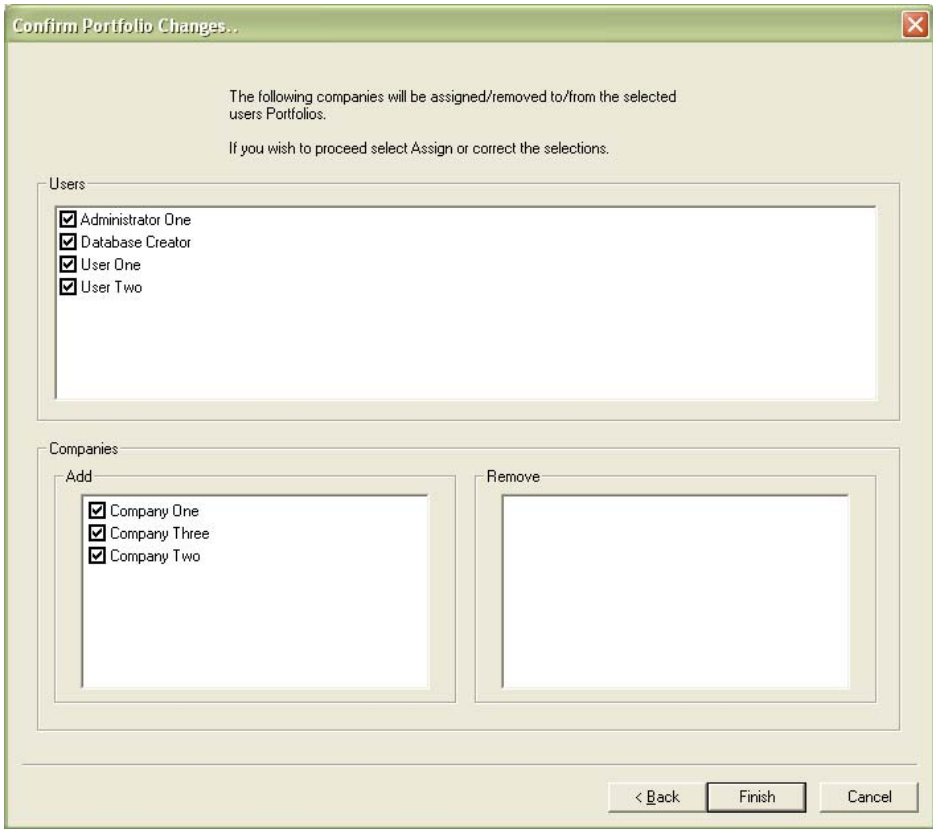 Confirm Portfolio Changes..
The following companies will be assigned/removed to/from the selected
users Portfolios.
If you wish to proceed select Assign or correct the selections.
Users
Administrator One
Database Creator
User One
User Two
Companies
Add
Company One
Company Three
Company Two
Remove
< Back
Finish
Cancel